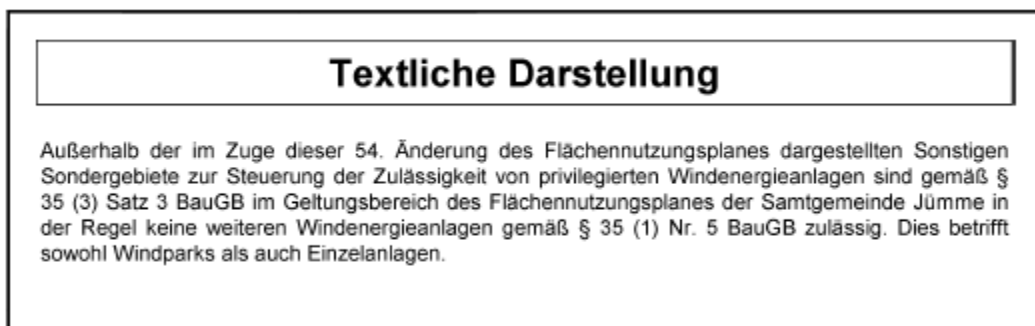 Textliche Darstellung
Außerhalb der im Zuge dieser 54. Änderung des Flächennutzungsplanes dargestellten Sonstigen
Sondergebiete zur Steuerung der Zulässigkeit von privilegierten Windenergieanlagen sind gemäß §
35 (3) Satz 3 BauGB im Geltungsbereich des Flächennutzungsplanes der Samtgemeinde Jümme in
der Regel keine weiteren Windenergieanlagen gemäß § 35 (1) Nr. 5 BauGB zulässig. Dies betrifft
sowohl Windparks als auch Einzelanlagen.